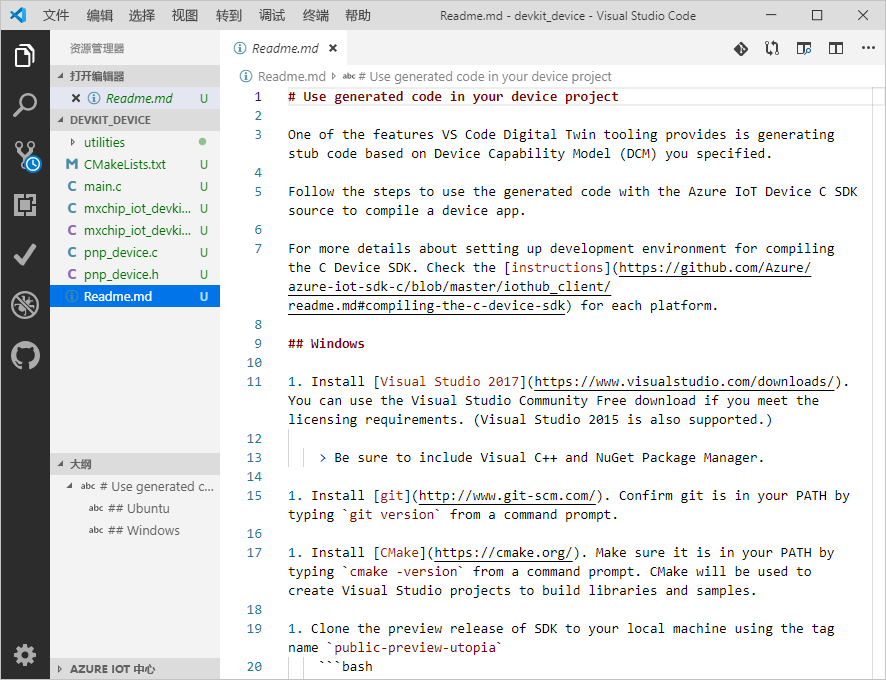 文件 编辑 选择 视图 转到 调试 终端 帮助 Readme.md - devkit_device - Visual Studio Code
资源管理器
打开编辑器
Readme.md U
DEVKIT_DEVICE
utilities
M CMakeLists.txt U
C main.c U
C mxchip_iot_devki... U
C mxchip_iot_devki... U
C pnp_device.c U
C pnp_device.h U
Readme.md U
大纲
abc # Use generated c...
abc ## Ubuntu
abc ## Windows
AZURE IOT 中心
Readme.md
Readme.md abc # Use generated code in your device project
1 # Use generated code in your device project
2
3 One of the features VS Code Digital Twin tooling provides is generating
stub code based on Device Capability Model (DCM) you specified.
4
5 Follow the steps to use the generated code with the Azure IoT Device C SDK
source to compile a device app.
6
7 For more details about setting up development environment for compiling
the C Device SDK. Check the [instructions](https://github.com/Azure/
azure-iot-sdk-c/blob/master/iothub_client/
readme.md#compiling-the-c-device-sdk) for each platform.
8
9 ## Windows
10
11 1. Install [Visual Studio 2017](https://www.visualstudio.com/downloads/).
You can use the Visual Studio Community Free download if you meet the
licensing requirements. (Visual Studio 2015 is also supported.)
12
13 > Be sure to include Visual C++ and NuGet Package Manager.
14
15 1. Install [git](http://www.git-scm.com/). Confirm git is in your PATH by
typing `git version` from a command prompt.
16
17 1. Install [CMake](https://cmake.org/). Make sure it is in your PATH by
typing `cmake -version` from a command prompt. CMake will be used to
create Visual Studio projects to build libraries and samples.
18
19 1. Clone the preview release of SDK to your local machine using the tag
name `public-preview-utopia`
20 ```bash